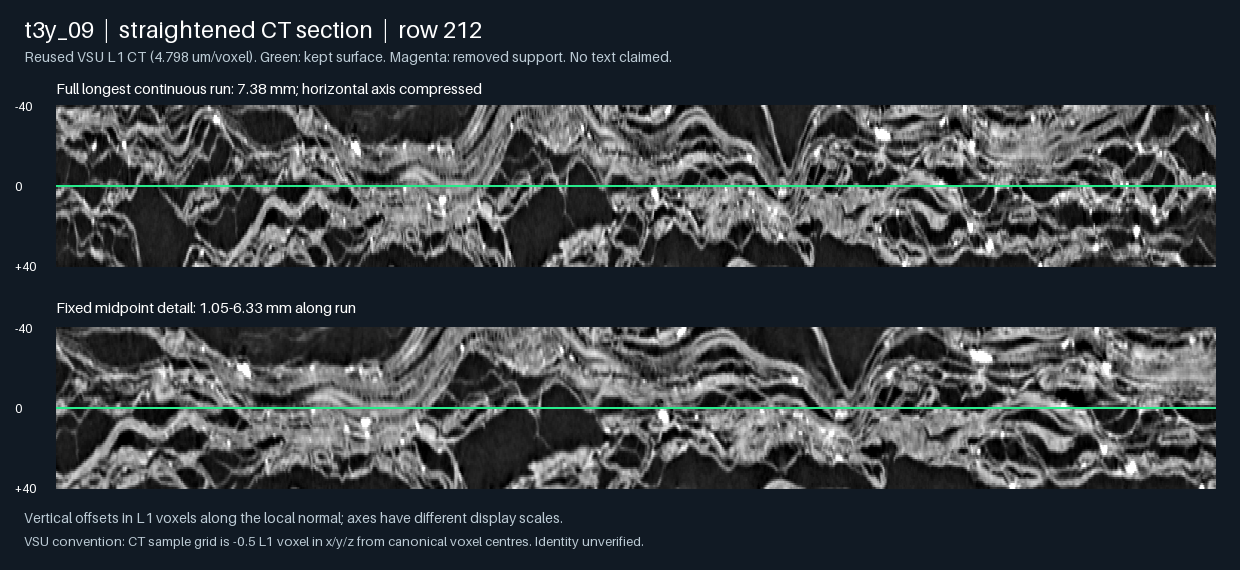 t3y_09 | straightened CT section | row 212
Reused VSU L1 CT (4.798 um/voxel). Green: kept surface. Magenta: removed support. No text claimed.
Full longest continuous run: 7.38 mm; horizontal axis compressed
-40
0
+40
Fixed midpoint detail: 1.05-6.33 mm along run
-40
0
+40
Vertical offsets in L1 voxels along the local normal; axes have different display scales.
VSU convention: CT sample grid is -0.5 L1 voxel in x/y/z from canonical voxel centres. Identity unverified.